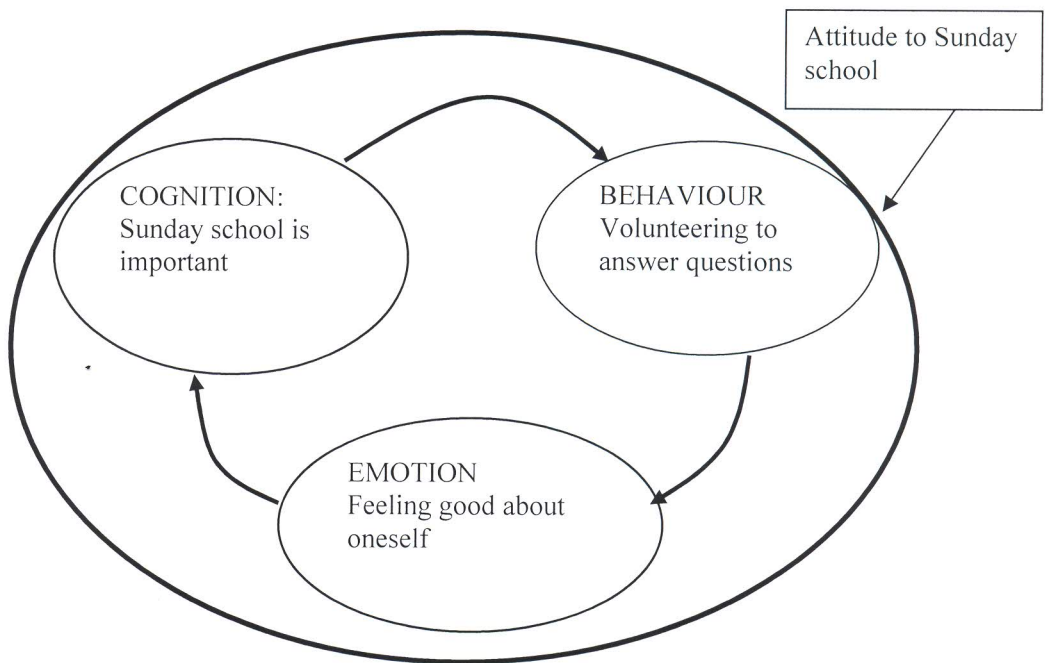 Attitude to Sunday
school
COGNITION:
Sunday school is
important
BEHAVIOUR
Volunteering to
answer questions
EMOTION
Feeling good about
oneself